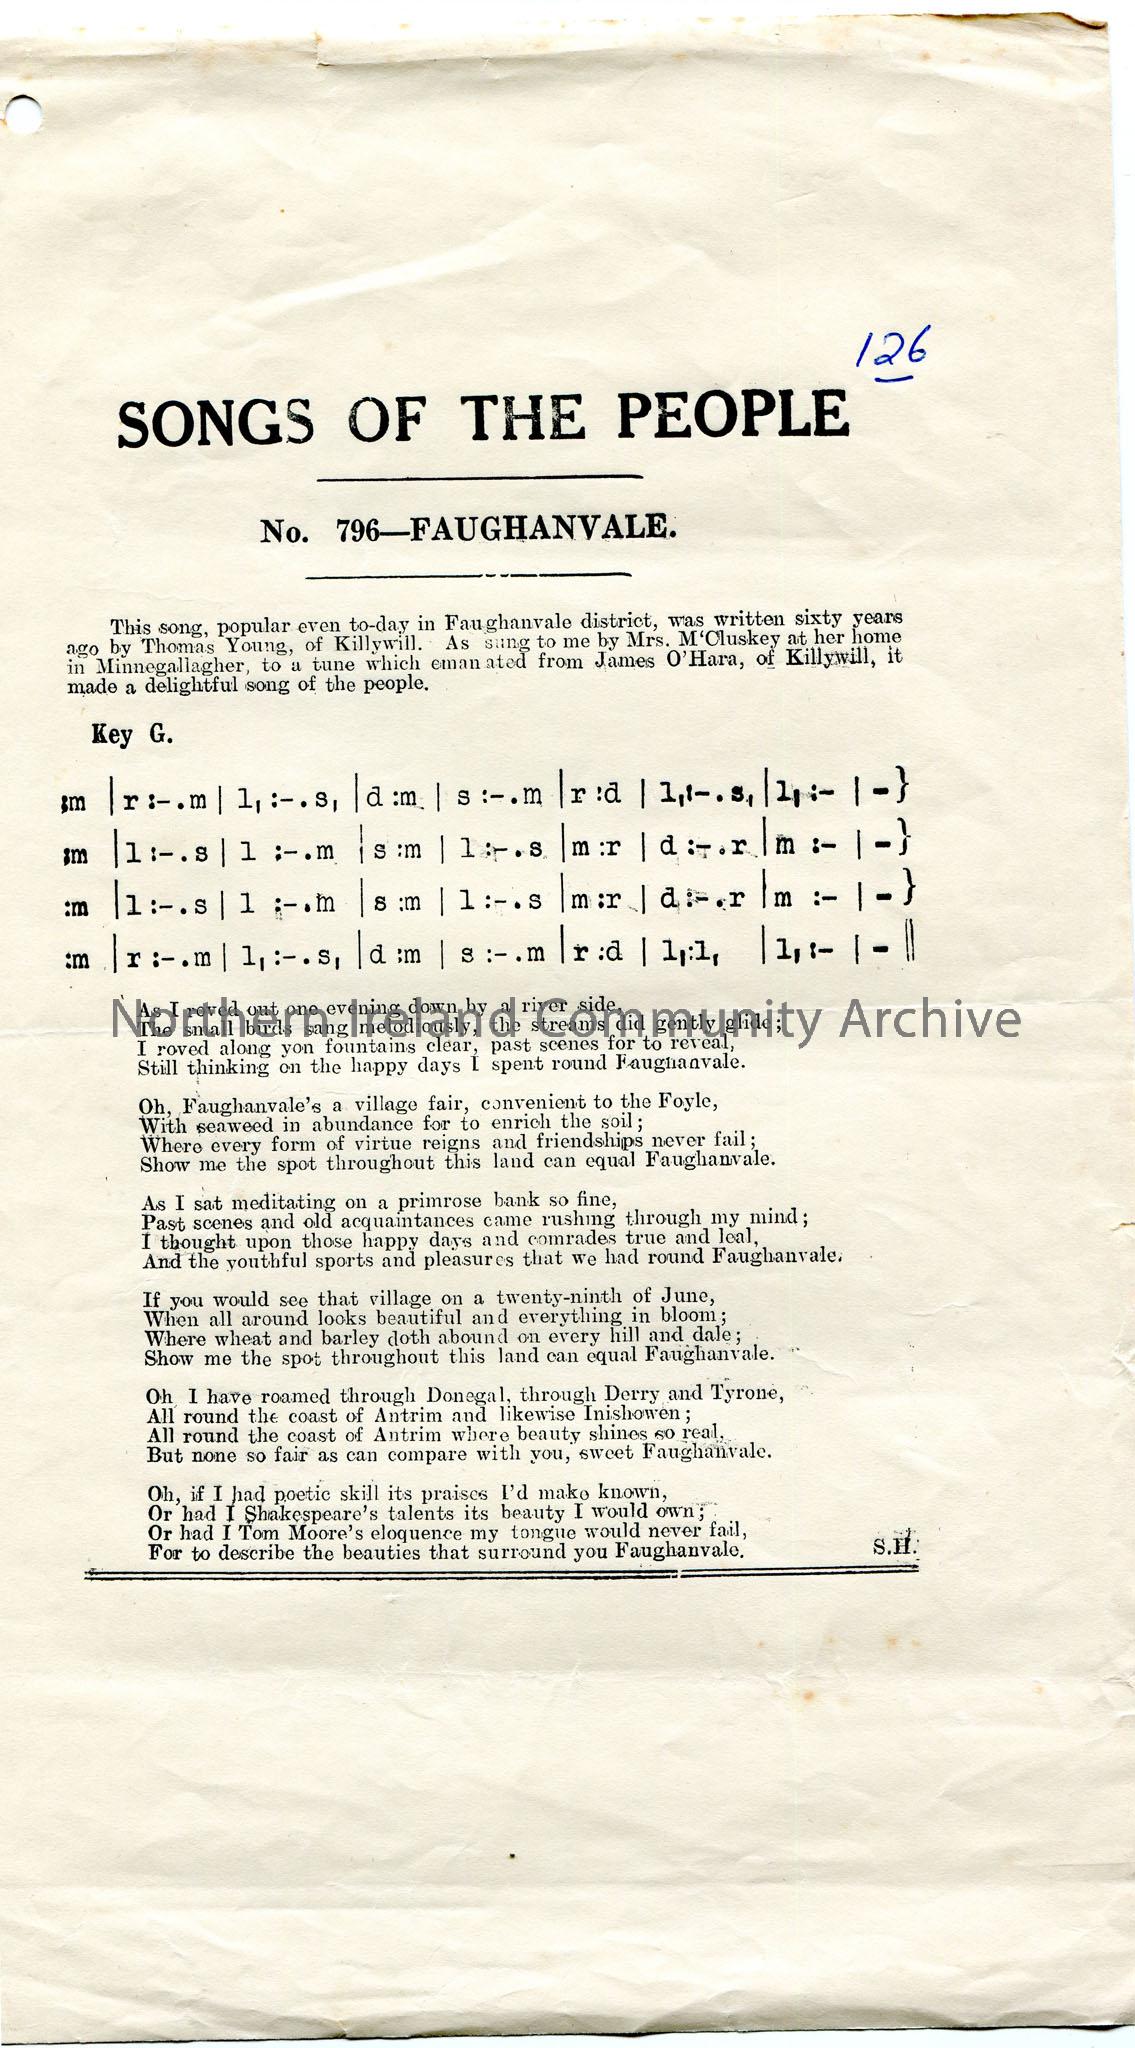 126
SONGS OF THE PEOPLE
No. 796—FAUGHANVALE.
This song, popular even to-day in Faughanvale district, was written sixty years
ago by Thomas Young, of Killywill. As sung to me by Mrs. M'Cluskey at her home
in Minnegallagher, to a tune which emanated from James O'Hara, of Killywill, it
made a delightful song of the people.
Key G.
:m |r :-.m | l, :-.s, |d :m | s :-.m |r :d | l, :-.s, |l, :- | - }
:m |l :-.s | l :-.m |s :m | l :-.s |m :r | d :-.r |m :- | - }
:m |l :-.s | l :-.m |s :m | l :-.s |m :r | d :-.r |m :- | - }
:m |r :-.m | l, :-.s, |d :m | s :-.m |r :d | l, :l, |l, :- | - ||
As I roved out one evening down by a river side,
The small birds sang melodiously, the streams did gently glide;
I roved along yon fountains clear, past scenes for to reveal,
Still thinking on the happy days I spent round Faughanvale.
Oh, Faughanvale's a village fair, convenient to the Foyle,
With seaweed in abundance for to enrich the soil;
Where every form of virtue reigns and friendships never fail;
Show me the spot throughout this land can equal Faughanvale.
As I sat meditating on a primrose bank so fine,
Past scenes and old acquaintances came rushing through my mind;
I thought upon those happy days and comrades true and leal,
And the youthful sports and pleasures that we had round Faughanvale.
If you would see that village on a twenty-ninth of June,
When all around looks beautiful and everything in bloom;
Where wheat and barley doth abound on every hill and dale;
Show me the spot throughout this land can equal Faughanvale.
Oh I have roamed through Donegal, through Derry and Tyrone,
All round the coast of Antrim and likewise Inishowen;
All round the coast of Antrim where beauty shines so real,
But none so fair as can compare with you, sweet Faughanvale.
Oh, if I had poetic skill its praises I'd make known,
Or had I Shakespeare's talents its beauty I would own;
Or had I Tom Moore's eloquence my tongue would never fail,
For to describe the beauties that surround you Faughanvale.
S.H.
Northern Ireland Community Archive